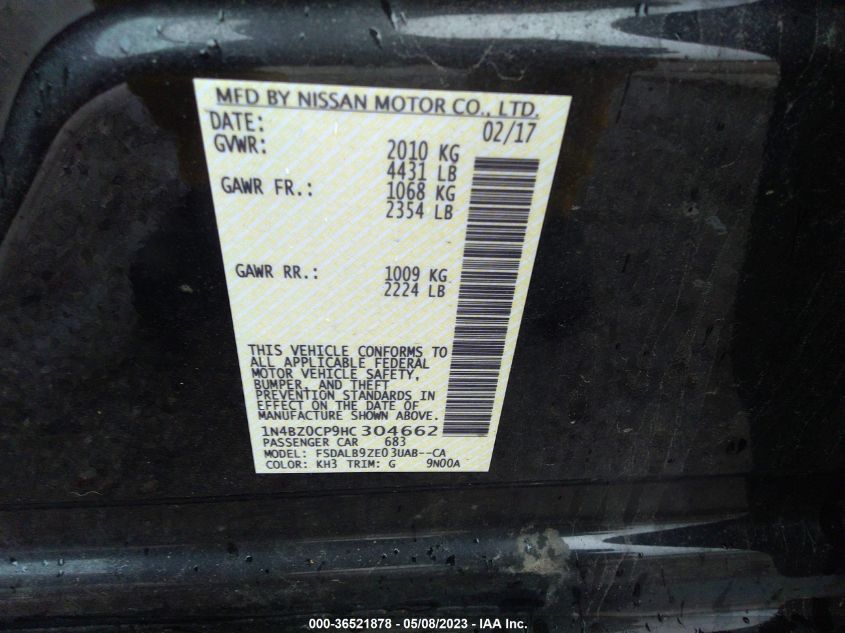 MFD BY NISSAN MOTOR CO., LTD.
DATE: 02/17
GVWR: 2010 KG
4431 LB
GAWR FR.: 1068 KG
2354 LB
GAWR RR.: 1009 KG
2224 LB
THIS VEHICLE CONFORMS TO
ALL APPLICABLE FEDERAL
MOTOR VEHICLE SAFETY,
BUMPER, AND THEFT
PREVENTION STANDARDS IN
EFFECT ON THE DATE OF
MANUFACTURE SHOWN ABOVE.
1N4BZ0CP9HC 304662
PASSENGER CAR 683
MODEL: FSDALB9ZE03UAB--CA
COLOR: KH3 TRIM: G 9N00A
000-36521878 - 05/08/2023 - IAA Inc.